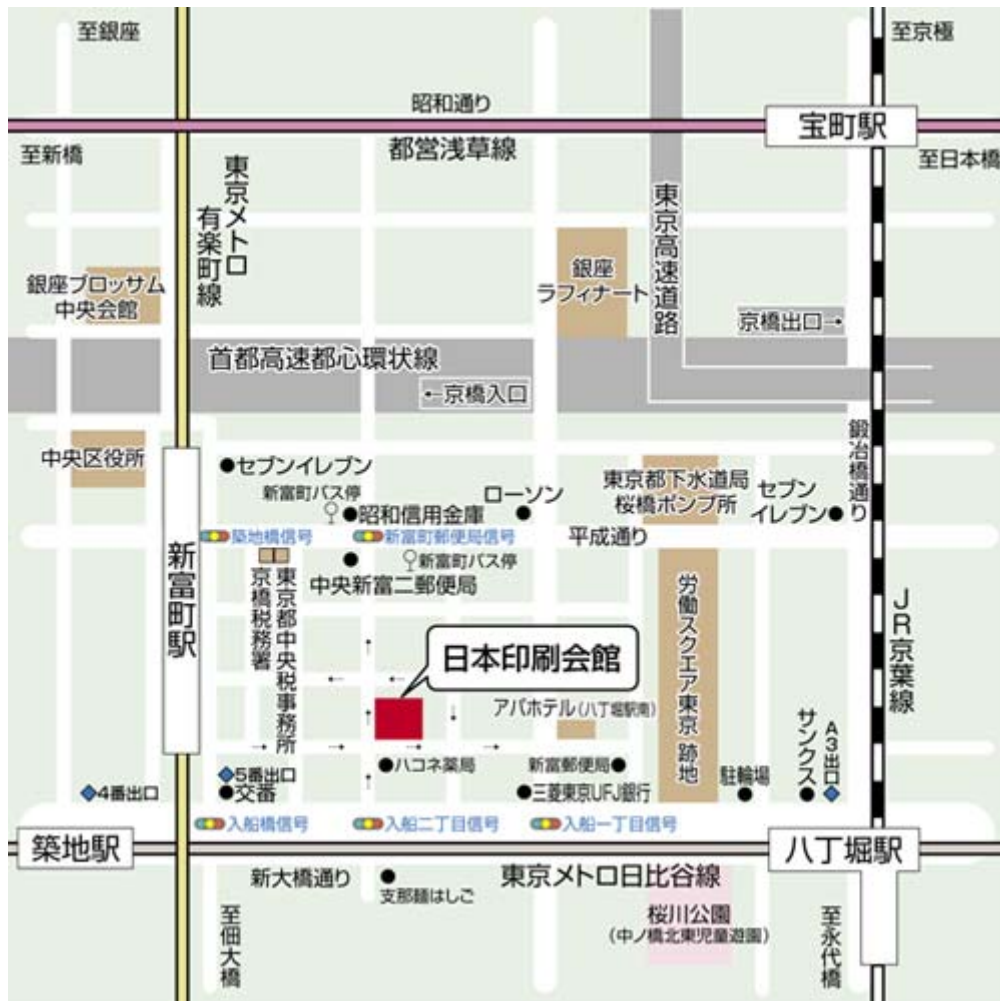 至銀座
至京極
昭和通り
宝町駅
都営浅草線
至新橋
至日本橋
東京メトロ
有楽町線
東京高速道路
銀座
ラフィナート
銀座ブロッサム
中央会館
京橋出口→
首都高速都心環状線
←京橋入口
鍛冶橋通り
中央区役所
セブンイレブン
新富町バス停
昭和信用金庫
ローソン
東京都下水道局
桜橋ポンプ所
セブン
イレブン
築地橋信号
新富町郵便局信号
平成通り
新富町駅
新富町バス停
中央新富二郵便局
東京都中央税事務所
京橋税務署
労働スクエア東京 跡地
JR京葉線
日本印刷会館
アパホテル(八丁堀駅南)
サンクス
A3出口
ハコネ薬局
新富郵便局
駐輪場
5番出口
4番出口
交番
三菱東京UFJ銀行
入船橋信号
入船二丁目信号
入船一丁目信号
築地駅
八丁堀駅
新大橋通り
東京メトロ日比谷線
支那麺はしご
桜川公園
(中ノ橋北東児童遊園)
至佃大橋
至永代橋